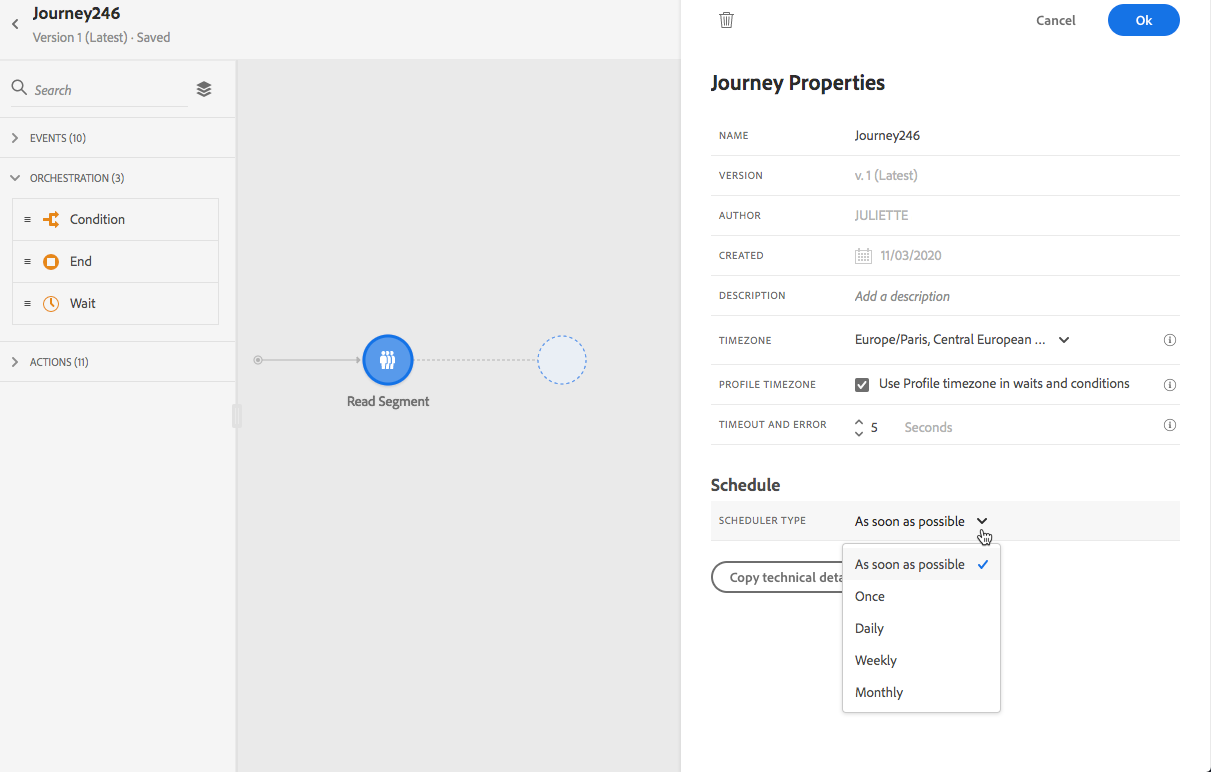 Journey246
Version 1 (Latest) · Saved
Search
EVENTS (10)
ORCHESTRATION (3)
Condition
End
Wait
ACTIONS (11)
Read Segment
Cancel
Ok
Journey Properties
NAME Journey246
VERSION v. 1 (Latest)
AUTHOR JULIETTE
CREATED 11/03/2020
DESCRIPTION Add a description
TIMEZONE Europe/Paris, Central European ...
PROFILE TIMEZONE Use Profile timezone in waits and conditions
TIMEOUT AND ERROR 5 Seconds
Schedule
SCHEDULER TYPE As soon as possible
As soon as possible
Copy technical deta
Once
Daily
Weekly
Monthly